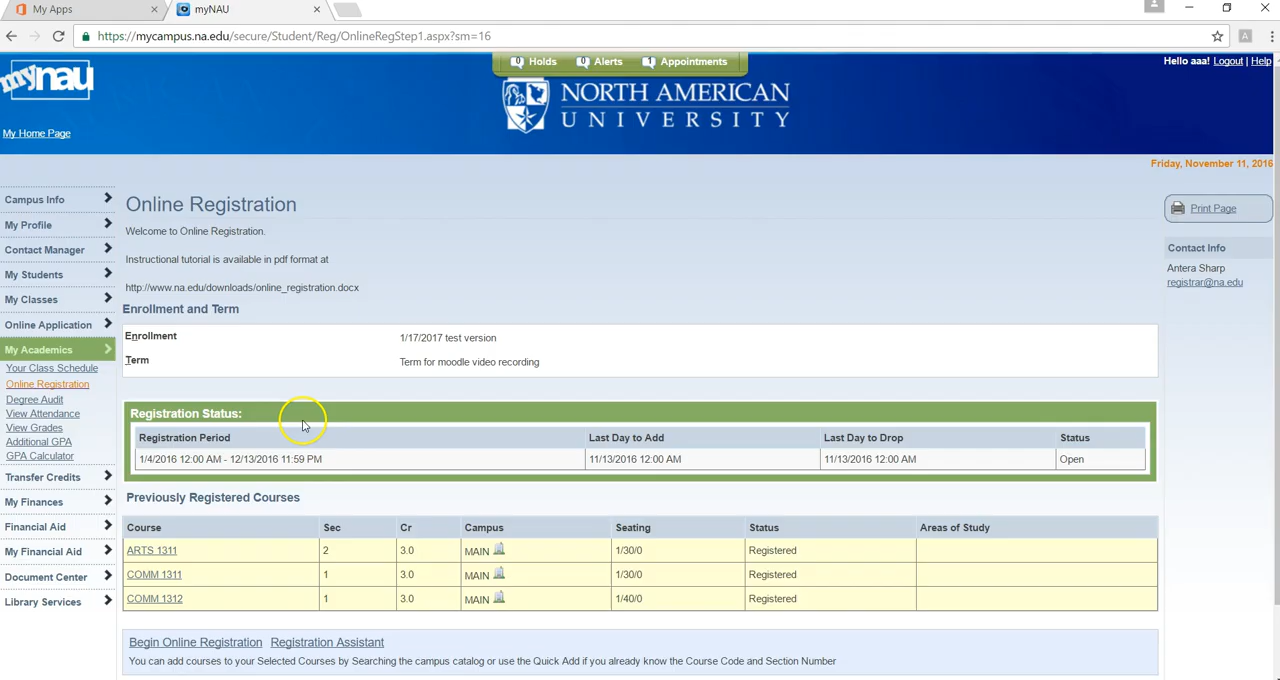 My Apps
myNAU
https://mycampus.na.edu/secure/Student/Reg/OnlineRegStep1.aspx?sm=16
A
0 Holds 0 Alerts 1 Appointments
Hello aaa! Logout | Help
myNAU
NORTH AMERICAN
UNIVERSITY
My Home Page
Friday, November 11, 2016
Campus Info
My Profile
Contact Manager
My Students
My Classes
Online Application
My Academics
Your Class Schedule
Online Registration
Degree Audit
View Attendance
View Grades
Additional GPA
GPA Calculator
Transfer Credits
My Finances
Financial Aid
My Financial Aid
Document Center
Library Services
Online Registration
Welcome to Online Registration.
Instructional tutorial is available in pdf format at
http://www.na.edu/downloads/online_registration.docx
Enrollment and Term
Enrollment 1/17/2017 test version
Term Term for moodle video recording
Registration Status:
Registration Period Last Day to Add Last Day to Drop Status
1/4/2016 12:00 AM - 12/13/2016 11:59 PM 11/13/2016 12:00 AM 11/13/2016 12:00 AM Open
Previously Registered Courses
Course Sec Cr Campus Seating Status Areas of Study
ARTS 1311 2 3.0 MAIN 1/30/0 Registered
COMM 1311 1 3.0 MAIN 1/30/0 Registered
COMM 1312 1 3.0 MAIN 1/40/0 Registered
Begin Online Registration Registration Assistant
You can add courses to your Selected Courses by Searching the campus catalog or use the Quick Add if you already know the Course Code and Section Number
Print Page
Contact Info
Antera Sharp
registrar@na.edu